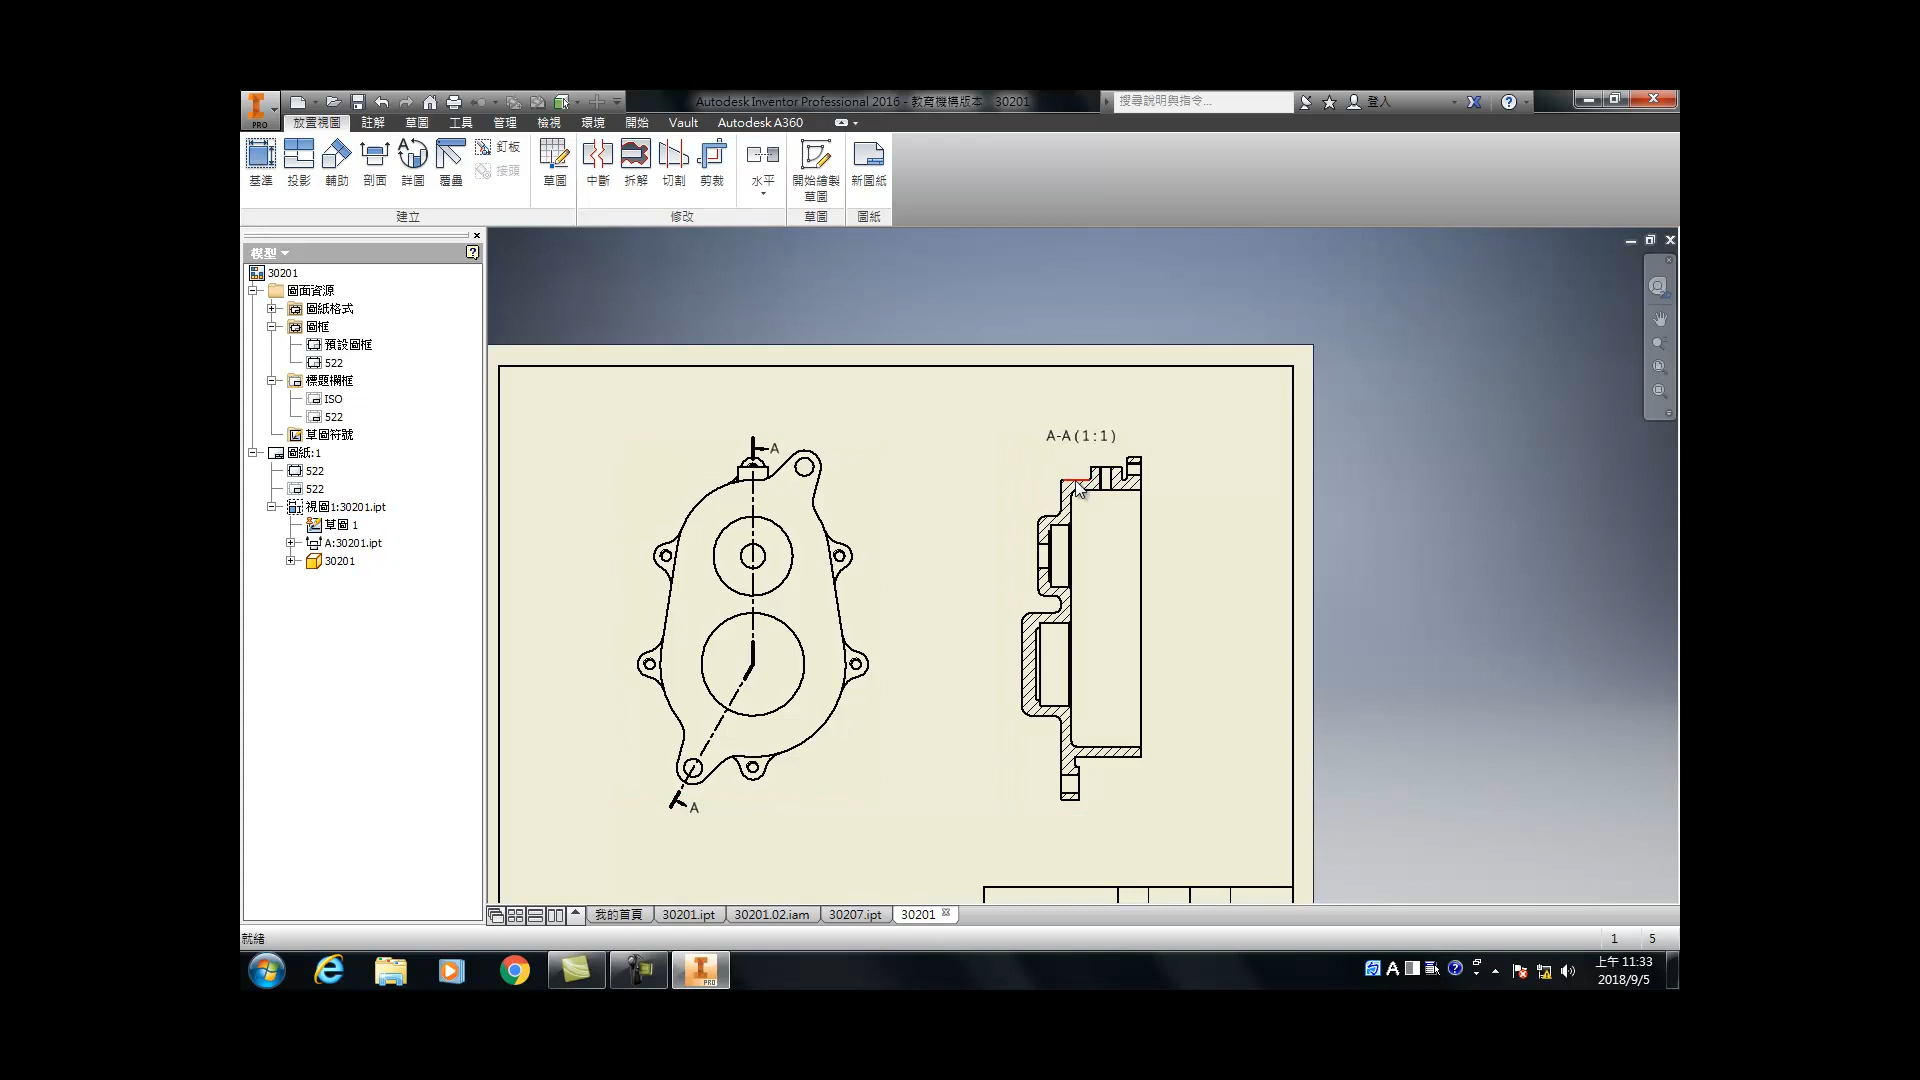 Autodesk Inventor Professional 2016 - 教育機構版本 30201
搜尋說明與指令...
登入
PRO
放置視圖 註解 草圖 工具 管理 檢視 環境 開始 Vault Autodesk A360
基準 投影 輔助 剖面 詳圖 覆疊
釘板
接頭
草圖 中斷 拆解 切割 剪裁 水平
開始繪製
草圖
新圖紙
建立 修改 草圖 圖紙
模型
30201
圖面資源
圖紙格式
圖框
預設圖框
522
標題欄框
ISO
522
草圖符號
圖紙:1
522
522
視圖1:30201.ipt
草圖 1
A:30201.ipt
30201
A
A-A ( 1 : 1 )
A
我的首頁 30201.ipt 30201.02.iam 30207.ipt 30201
就緒
1 5
PRO
A
上午 11:33
2018/9/5